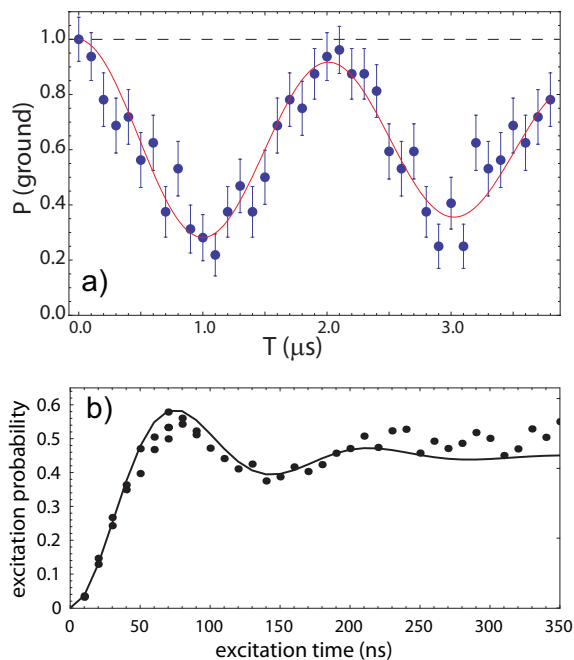 a)
P (ground)
1.0
0.8
0.6
0.4
0.2
0.0
0.0 1.0 2.0 3.0
T (μs)
b)
excitation probability
0.6
0.5
0.4
0.3
0.2
0.1
0
0 50 100 150 200 250 300 350
excitation time (ns)